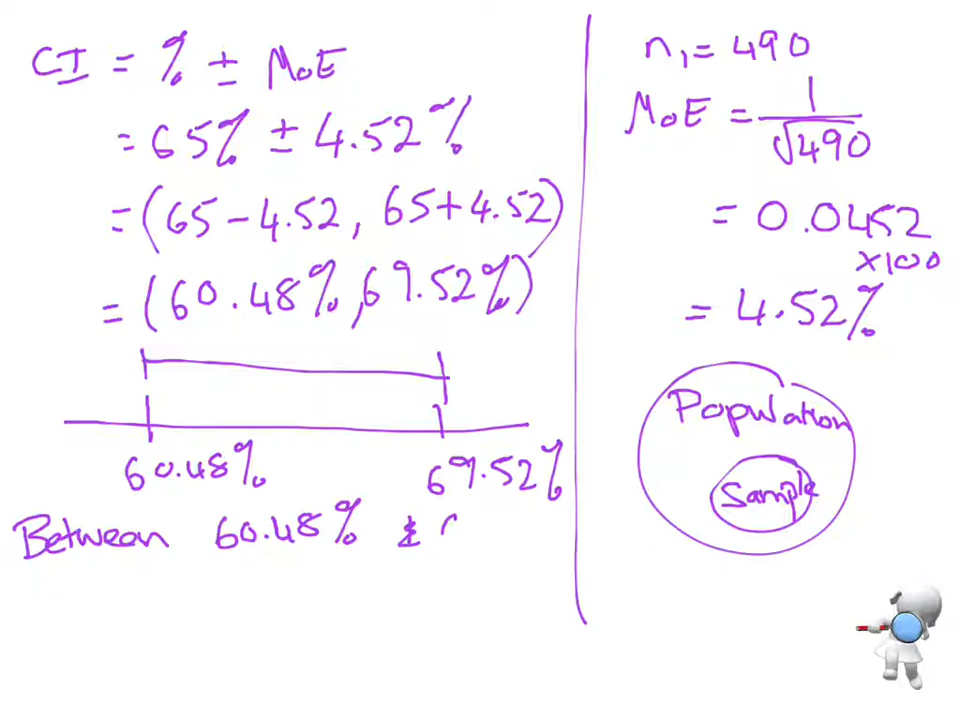 CI = % ± MoE
= 65% ± 4.52%
= (65 - 4.52, 65 + 4.52)
= (60.48%, 69.52%)
60.48% 69.52%
Between 60.48% &
n₁ = 490
MoE = 1/√490
= 0.0452
×100
= 4.52%
Population
Sample